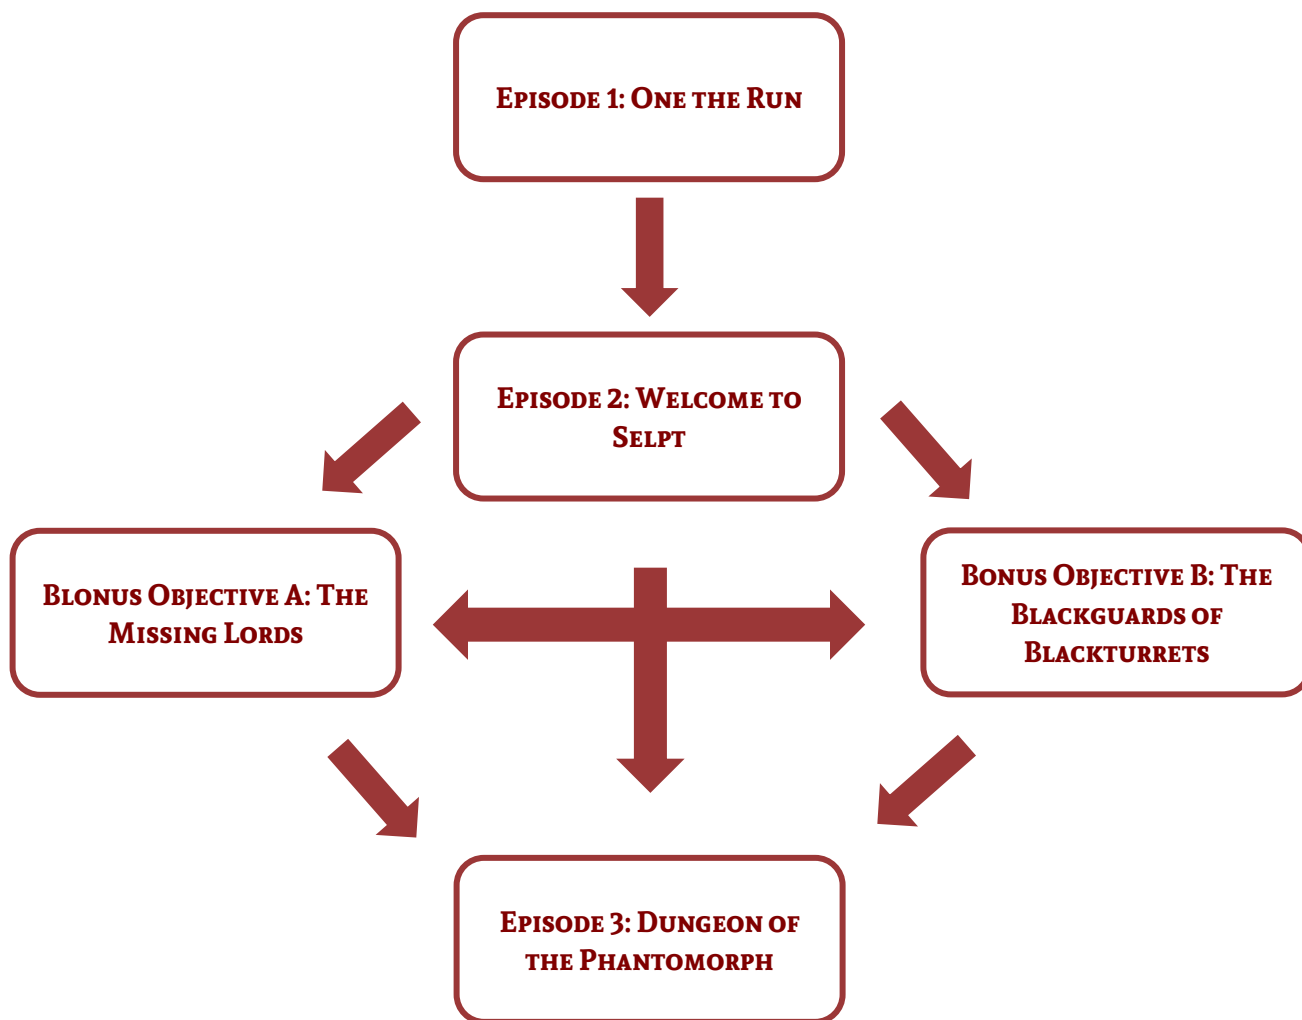 Episode 1: One the Run
Episode 2: Welcome to
Selpt
Blonus Objective A: The
Missing Lords
Bonus Objective B: The
Blackguards of
Blackturrets
Episode 3: Dungeon of
the Phantomorph